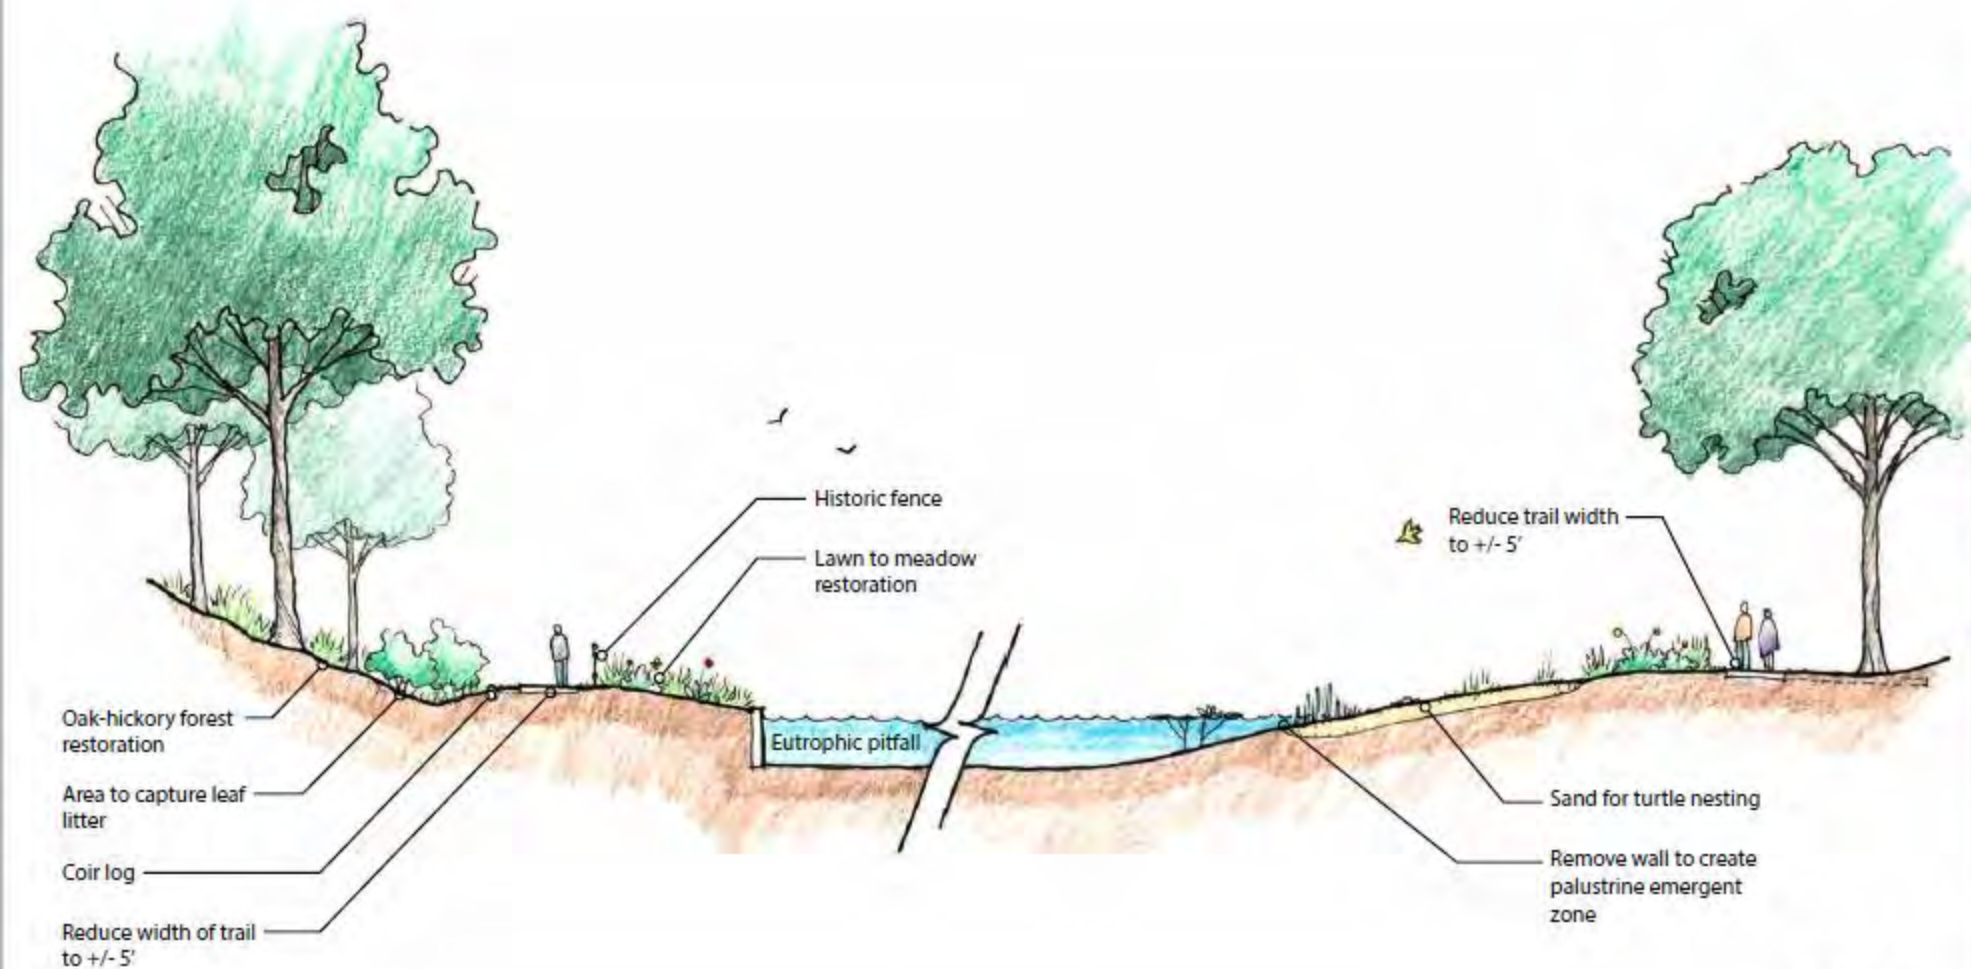 Historic fence
Lawn to meadow
restoration
Reduce trail width
to +/- 5'
Oak-hickory forest
restoration
Area to capture leaf
litter
Coir log
Reduce width of trail
to +/- 5'
Eutrophic pitfall
Sand for turtle nesting
Remove wall to create
palustrine emergent
zone